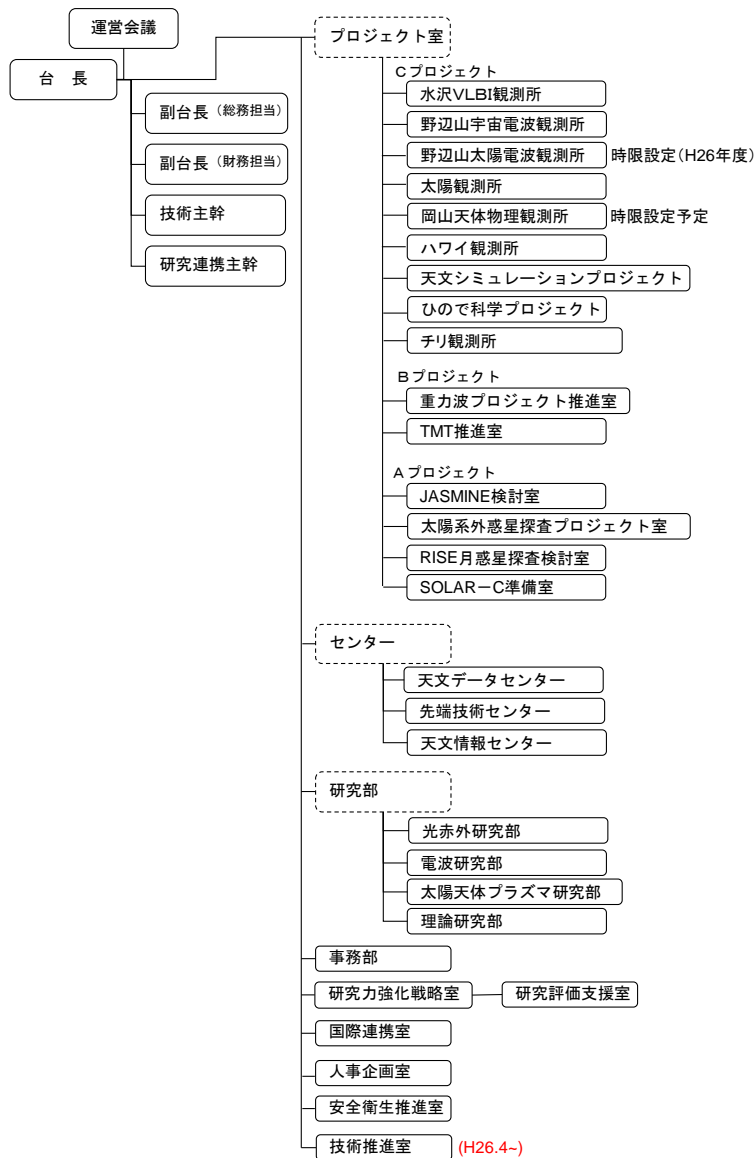 運営会議
台　長
副台長（総務担当）
副台長（財務担当）
技術主幹
研究連携主幹
プロジェクト室
Ｃプロジェクト
水沢VLBI観測所
野辺山宇宙電波観測所
野辺山太陽電波観測所　時限設定（H26年度）
太陽観測所
岡山天体物理観測所　時限設定予定
ハワイ観測所
天文シミュレーションプロジェクト
ひので科学プロジェクト
チリ観測所
Ｂプロジェクト
重力波プロジェクト推進室
TMT推進室
Ａプロジェクト
JASMINE検討室
太陽系外惑星探査プロジェクト室
RISE月惑星探査検討室
SOLAR－C準備室
センター
天文データセンター
先端技術センター
天文情報センター
研究部
光赤外研究部
電波研究部
太陽天体プラズマ研究部
理論研究部
事務部
研究力強化戦略室　研究評価支援室
国際連携室
人事企画室
安全衛生推進室
技術推進室　(H26.4~)